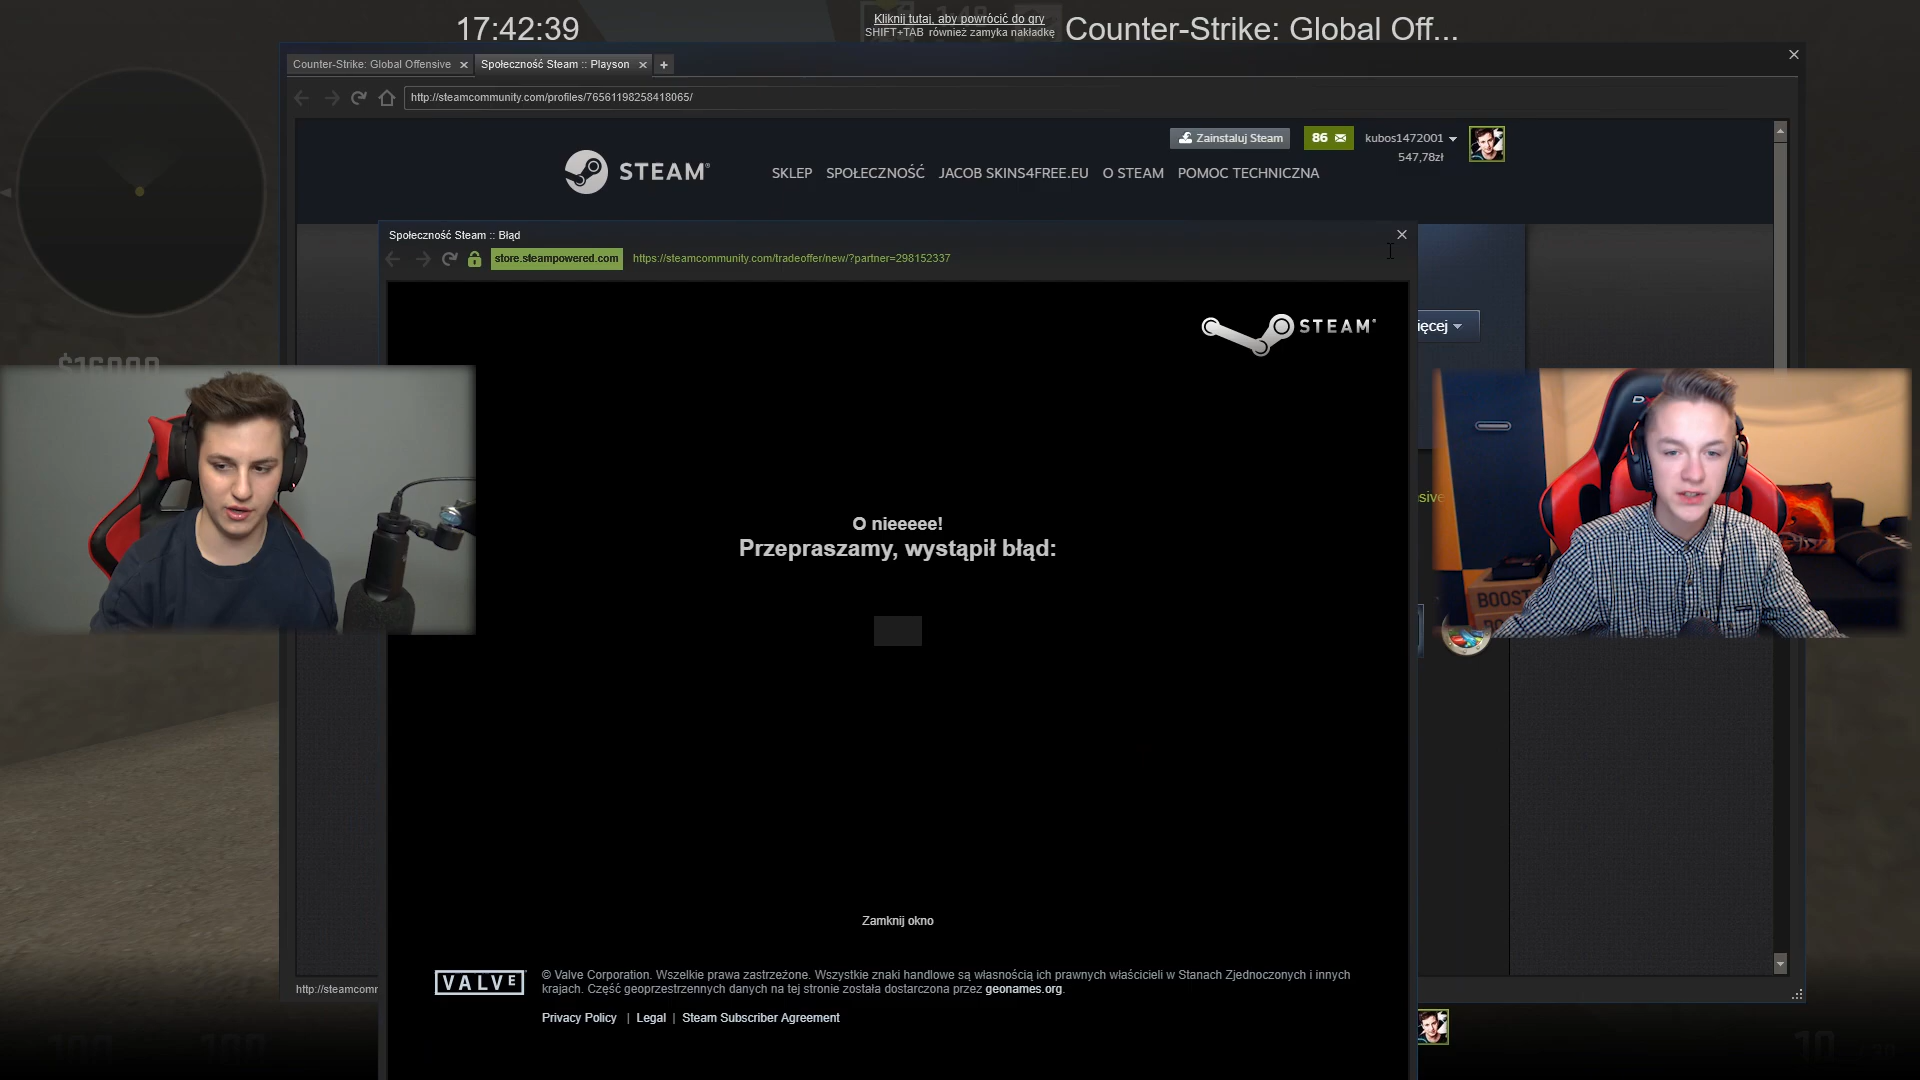 17:42:39
Kliknij tutaj, aby powrócić do gry
SHIFT+TAB również zamyka nakładkę
Counter-Strike: Global Off...
Counter-Strike: Global Offensive
Społeczność Steam :: Playson
http://steamcommunity.com/profiles/76561198258418065/
Zainstaluj Steam
86
kubos1472001
547,78zł
STEAM
SKLEP SPOŁECZNOŚĆ JACOB SKINS4FREE.EU O STEAM POMOC TECHNICZNA
Społeczność Steam :: Błąd
store.steampowered.com
https://steamcommunity.com/tradeoffer/new/?partner=298152337
STEAM
ięcej
$16000
sive
O nieeeee!
Przepraszamy, wystąpił błąd:
BOOST
Zamknij okno
VALVE
© Valve Corporation. Wszelkie prawa zastrzeżone. Wszystkie znaki handlowe są własnością ich prawnych właścicieli w Stanach Zjednoczonych i innych
krajach. Część geoprzestrzennych danych na tej stronie została dostarczona przez geonames.org.
http://steamcomm
Privacy Policy | Legal | Steam Subscriber Agreement
100
100